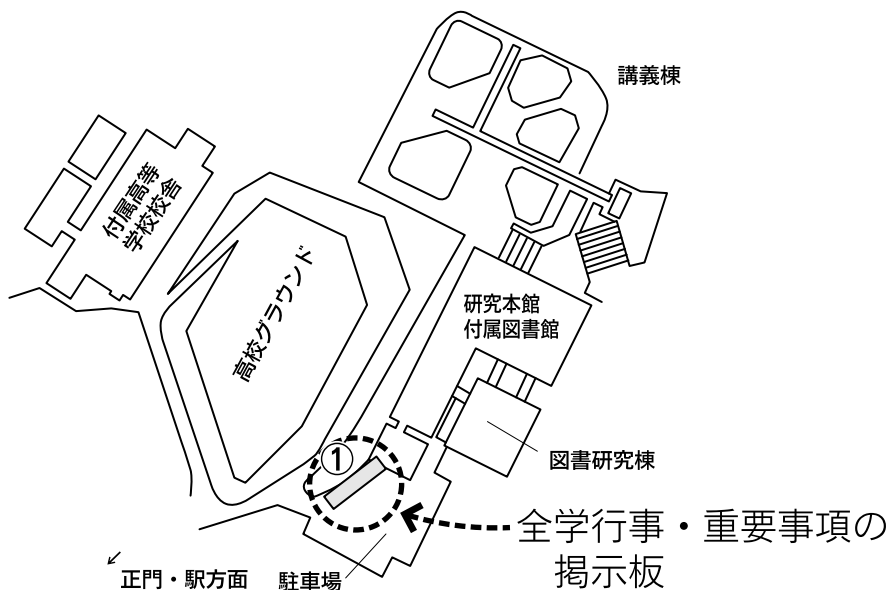 講義棟
付属高等
学校校舎
高校グラウンド
研究本館
付属図書館
①
図書研究棟
全学行事・重要事項の
掲示板
正門・駅方面
駐車場